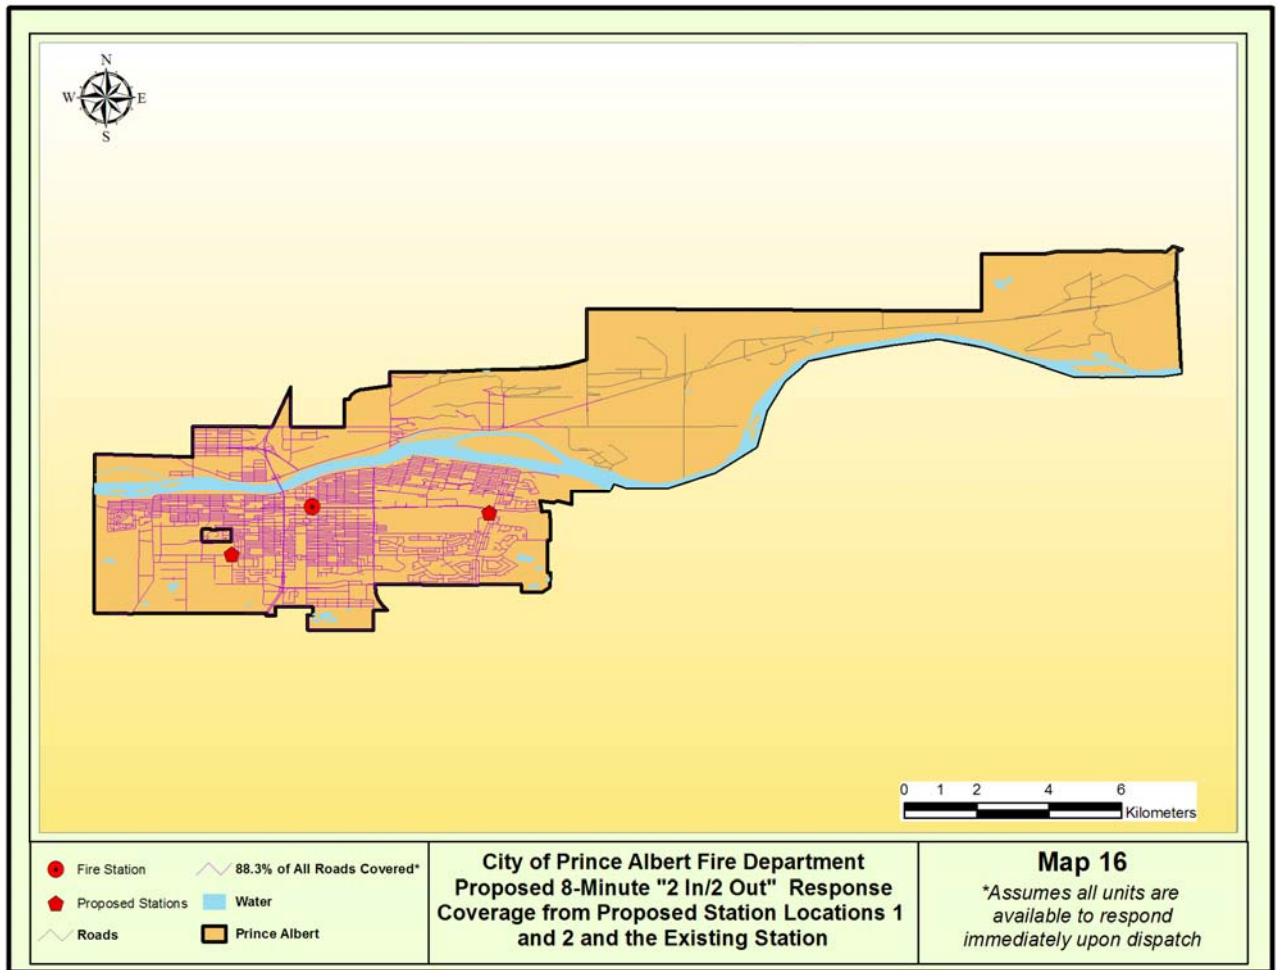 N
W E
S
0 1 2 4 6
Kilometers
Fire Station
88.3% of All Roads Covered*
Proposed Stations
Water
Roads
Prince Albert
City of Prince Albert Fire Department
Proposed 8-Minute "2 In/2 Out" Response
Coverage from Proposed Station Locations 1
and 2 and the Existing Station
Map 16
*Assumes all units are
available to respond
immediately upon dispatch